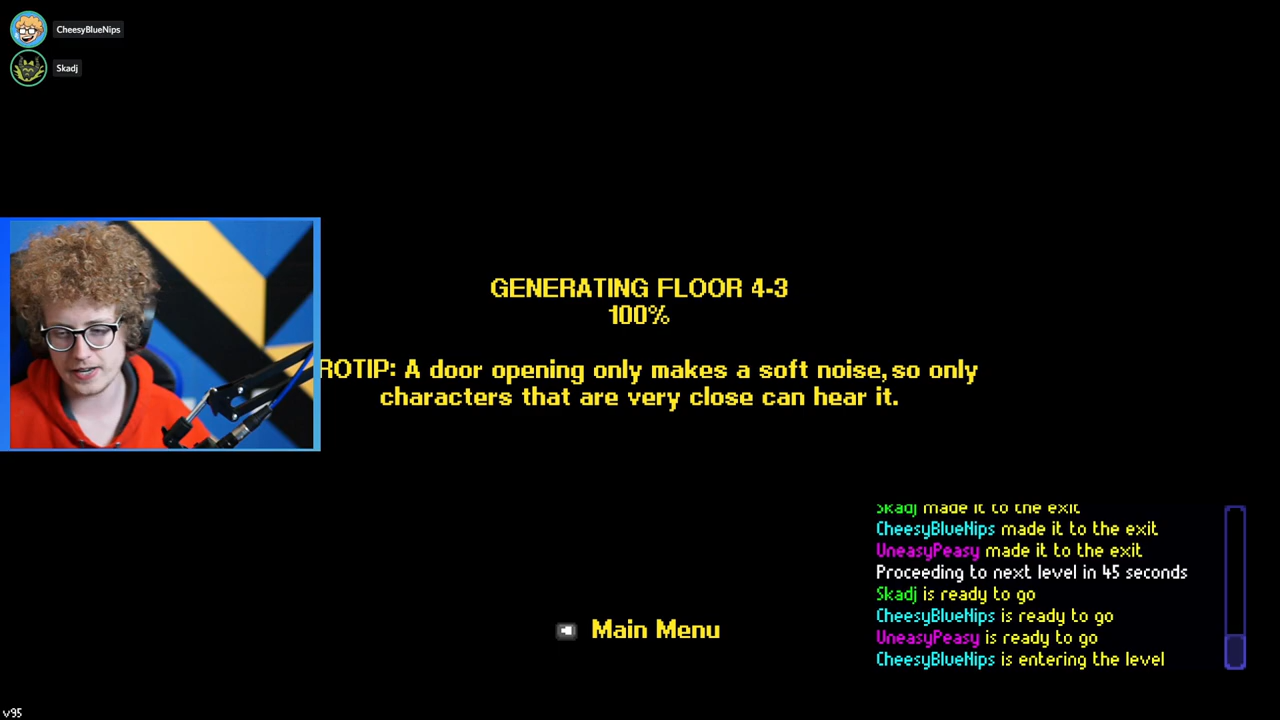 CheesyBlueNips
Skadj
GENERATING FLOOR 4-3
100%
ROTIP: A door opening only makes a soft noise, so only
characters that are very close can hear it.
Skadj made it to the exit
CheesyBlueNips made it to the exit
UneasyPeasy made it to the exit
Proceeding to next level in 45 seconds
Skadj is ready to go
CheesyBlueNips is ready to go
UneasyPeasy is ready to go
CheesyBlueNips is entering the level
Main Menu
v95